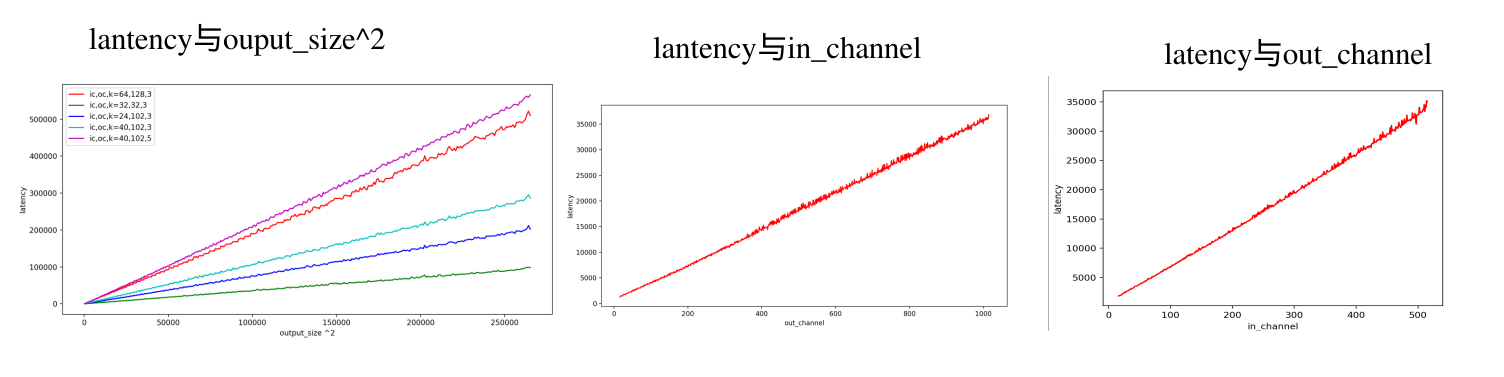 lantency与ouput_size^2
lantency与in_channel
latency与out_channel
ic,oc,k=64,128,3
ic,oc,k=32,32,3
ic,oc,k=24,102,3
ic,oc,k=40,102,3
ic,oc,k=40,102,5
500000
400000
300000
200000
100000
0
latency
0
50000
100000
150000
200000
250000
output_size ^2
35000
30000
25000
20000
15000
10000
5000
0
latency
0
200
400
600
800
1000
out_channel
35000
30000
25000
20000
15000
10000
5000
latency
0
100
200
300
400
500
in_channel